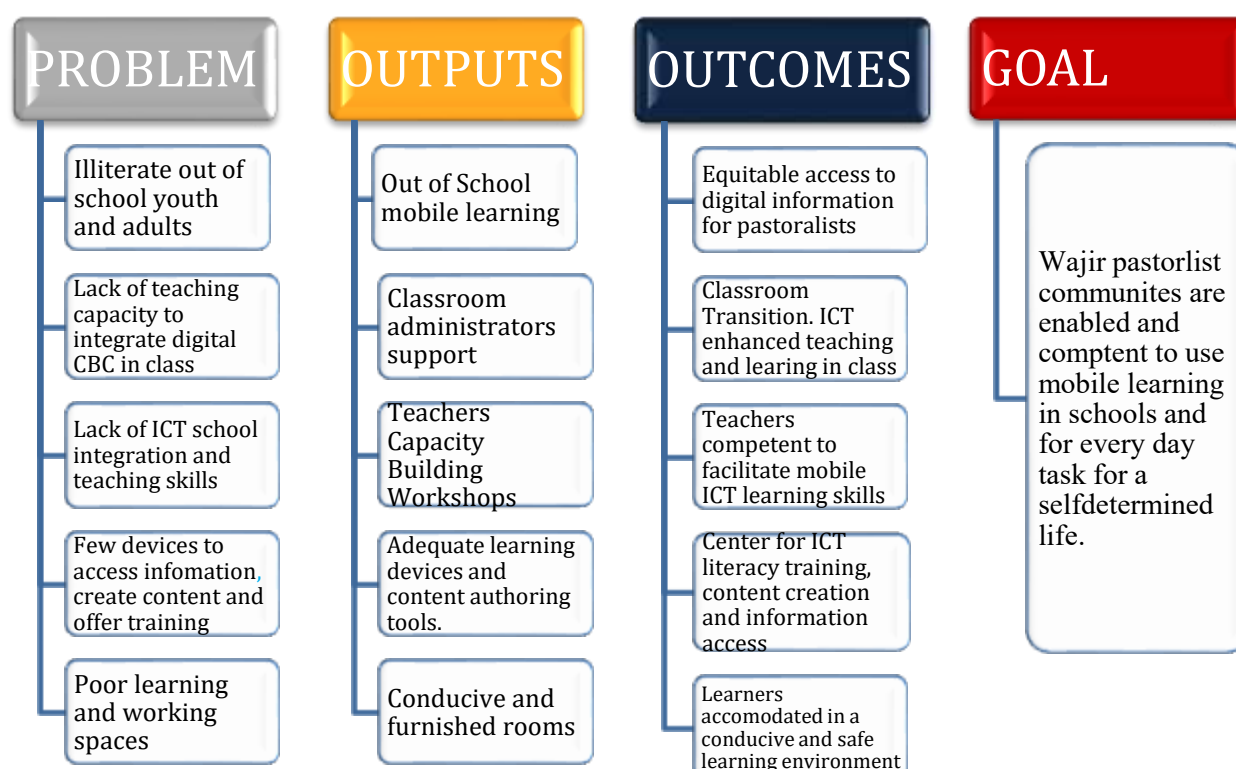 PROBLEM
Illiterate out of
school youth
and adults
Lack of teaching
capacity to
integrate digital
CBC in class
Lack of ICT school
integration and
teaching skills
Few devices to
access infomation,
create content and
offer training
Poor learning
and working
spaces
OUTPUTS
Out of School
mobile learning
Classroom
administrators
support
Teachers
Capacity
Building
Workshops
Adequate learning
devices and
content authoring
tools.
Conducive and
furnished rooms
OUTCOMES
Equitable access to
digital information
for pastoralists
Classroom
Transition. ICT
enhanced teaching
and learing in class
Teachers
competent to
facilitate mobile
ICT learning skills
Center for ICT
literacy training,
content creation
and information
access
Learners
accomodated in a
conducive and safe
learning environment
GOAL
Wajir pastorlist
communites are
enabled and
comptent to use
mobile learning
in schools and
for every day
task for a
selfdetermined
life.